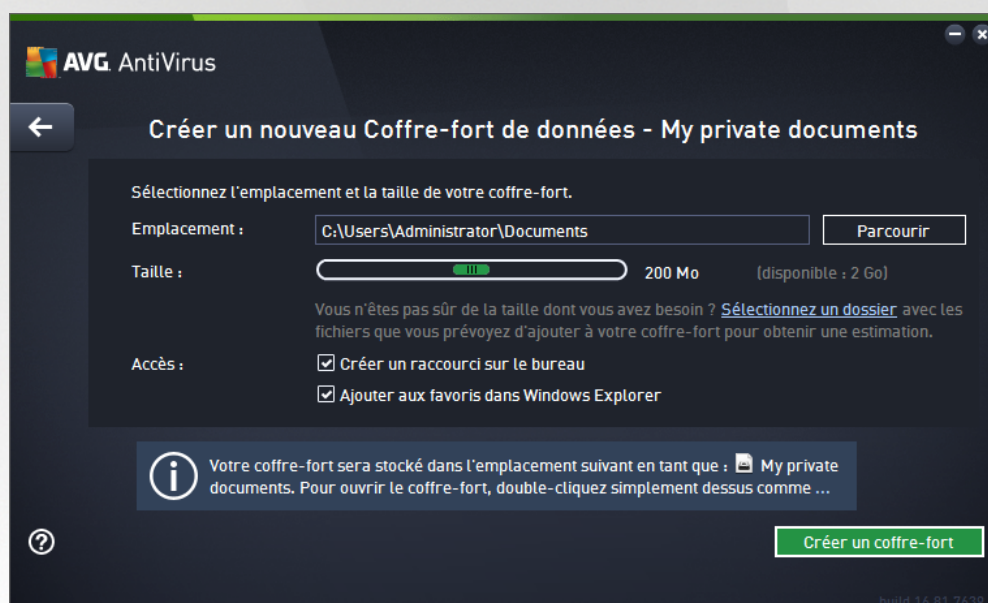 AVG. AntiVirus
Créer un nouveau Coffre-fort de données - My private documents
Sélectionnez l'emplacement et la taille de votre coffre-fort.
Emplacement :
C:\Users\Administrator\Documents
Parcourir
Taille :
200 Mo
(disponible : 2 Go)
Vous n'êtes pas sûr de la taille dont vous avez besoin ? Sélectionnez un dossier avec les
fichiers que vous prévoyez d'ajouter à votre coffre-fort pour obtenir une estimation.
Accès :
Créer un raccourci sur le bureau
Ajouter aux favoris dans Windows Explorer
Votre coffre-fort sera stocké dans l'emplacement suivant en tant que : My private
documents. Pour ouvrir le coffre-fort, double-cliquez simplement dessus comme ...
Créer un coffre-fort
build 16.81.7639